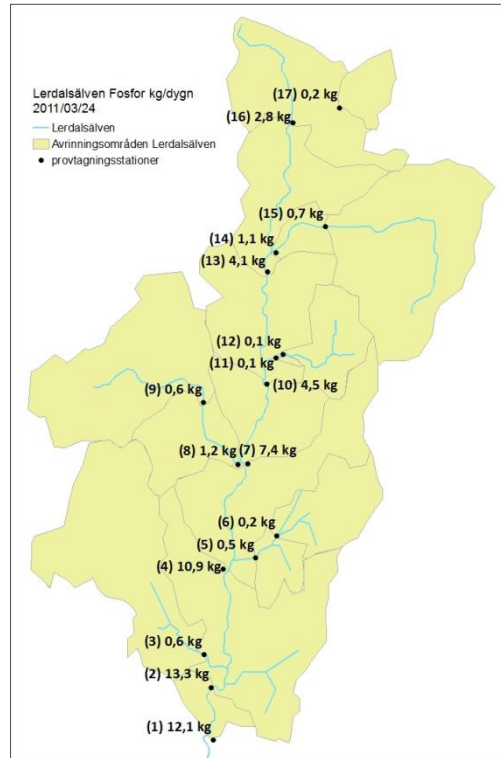 Lerdalsälven Fosfor kg/dygn
2011/03/24
Lerdalsälven
Avrinningsområden Lerdalsälven
provtagningsstationer
(17) 0,2 kg
(16) 2,8 kg
(15) 0,7 kg
(14) 1,1 kg
(13) 4,1 kg
(12) 0,1 kg
(11) 0,1 kg
(10) 4,5 kg
(9) 0,6 kg
(8) 1,2 kg
(7) 7,4 kg
(6) 0,2 kg
(5) 0,5 kg
(4) 10,9 kg
(3) 0,6 kg
(2) 13,3 kg
(1) 12,1 kg